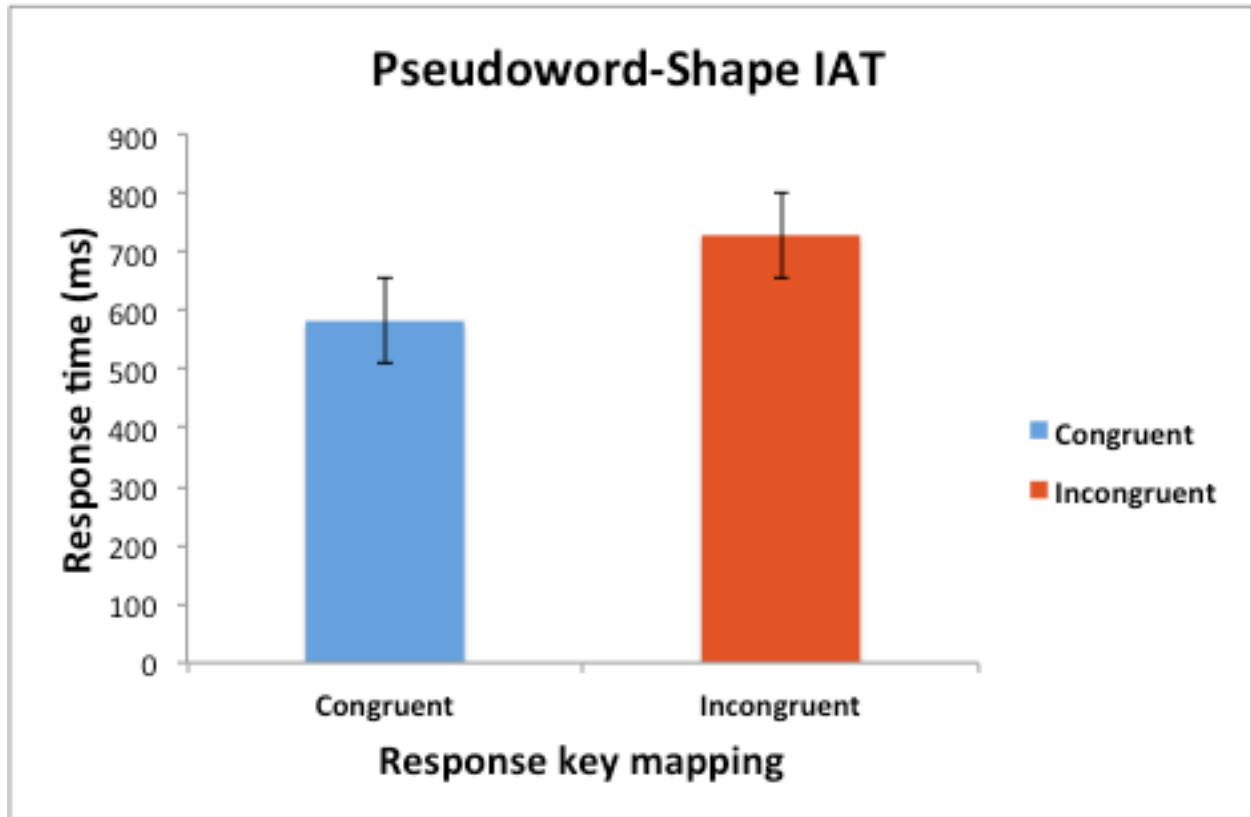 Pseudoword-Shape IAT
Response time (ms)
900
800
700
600
500
400
300
200
100
0
Congruent
Incongruent
Response key mapping
Congruent
Incongruent